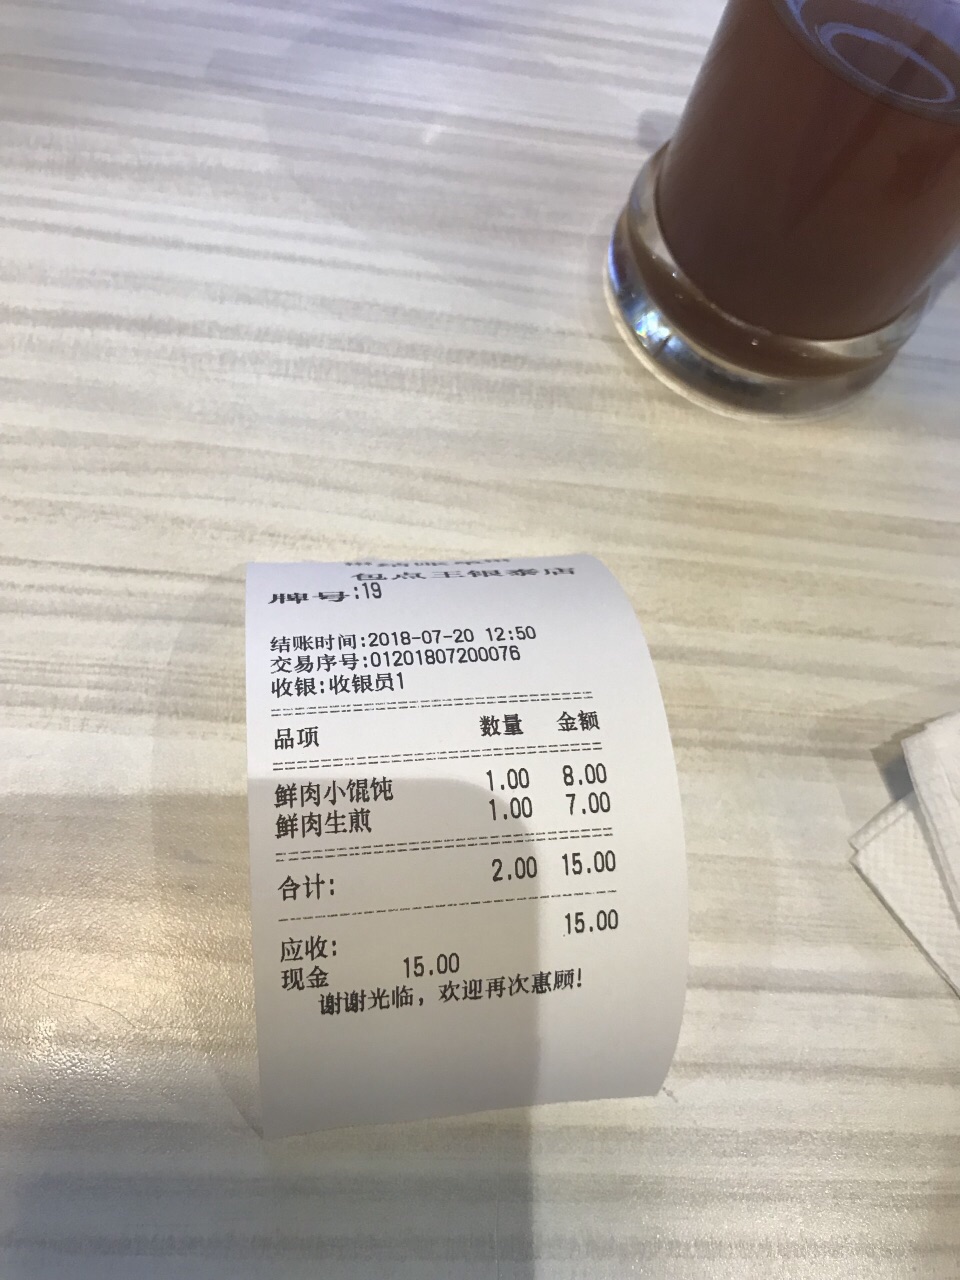 包点王银泰店
牌号:19
结账时间:2018-07-20 12:50
交易序号:01201807200076
收银:收银员1
品项 数量 金额
鲜肉小馄饨 1.00 8.00
鲜肉生煎 1.00 7.00
合计: 2.00 15.00
应收: 15.00
现金 15.00
谢谢光临，欢迎再次惠顾!